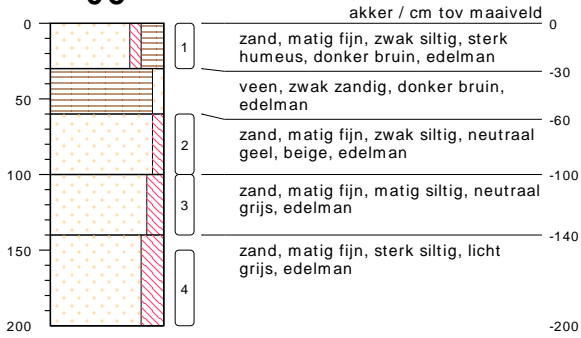 akker / cm tov maaiveld
0
0
1
zand, matig fijn, zwak siltig, sterk
humeus, donker bruin, edelman
-30
veen, zwak zandig, donker bruin,
edelman
50
-60
2
zand, matig fijn, zwak siltig, neutraal
geel, beige, edelman
100
-100
3
zand, matig fijn, matig siltig, neutraal
grijs, edelman
-140
150
4
zand, matig fijn, sterk siltig, licht
grijs, edelman
200
-200